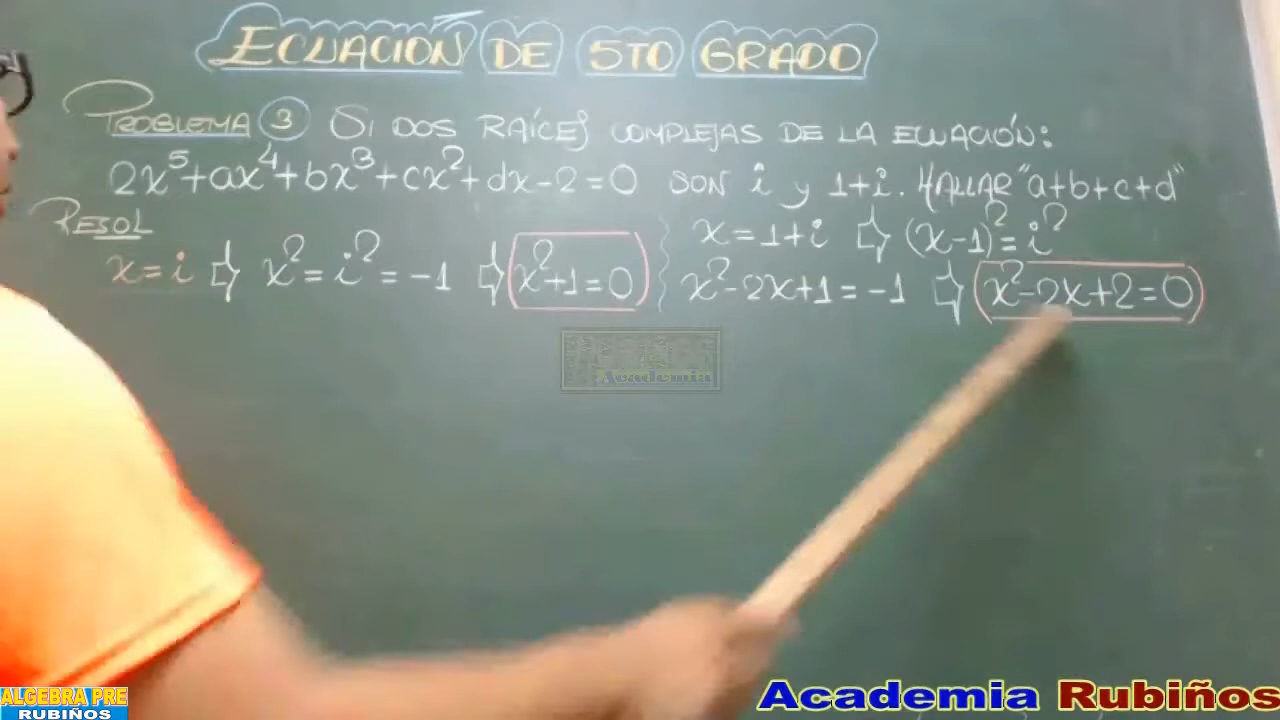 ECUACIÓN DE 5TO GRADO
PROBLEMA 3 SI DOS RAÍCES COMPLEJAS DE LA ECUACIÓN:
2x⁵+ax⁴+bx³+cx²+dx-2=0 SON i y 1+i. HALLAR "a+b+c+d"
RESOL
x=i ⇨ x²=i²=-1 ⇨ x²+1=0
x=1+i ⇨ (x-1)²=i²
x²-2x+1=-1 ⇨ x²-2x+2=0
Academia
ALGEBRA PRE
RUBIÑOS
Academia Rubiños